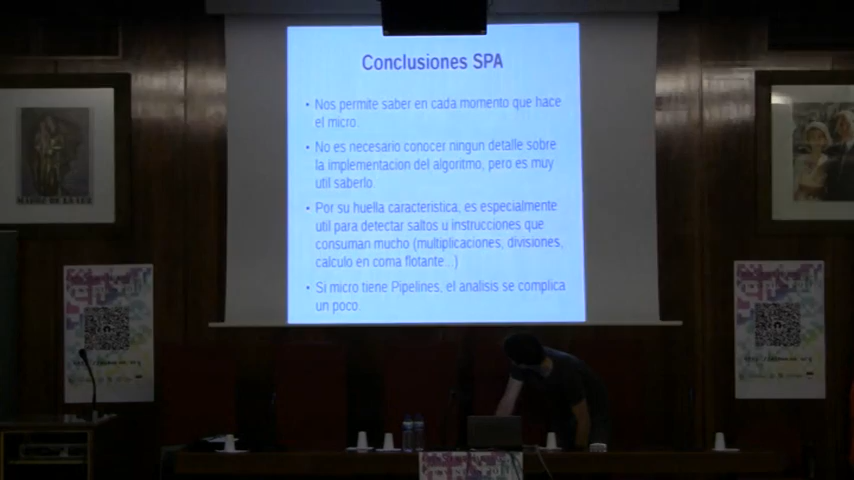 Conclusiones SPA
• Nos permite saber en cada momento que hace
el micro.
• No es necesario conocer ningun detalle sobre
la implementacion del algoritmo, pero es muy
util saberlo.
• Por su huella caracteristica, es especialmente
util para detectar saltos u instrucciones que
consuman mucho (multiplicaciones, divisiones,
calculo en coma flotante...)
• Si micro tiene Pipelines, el analisis se complica
un poco.